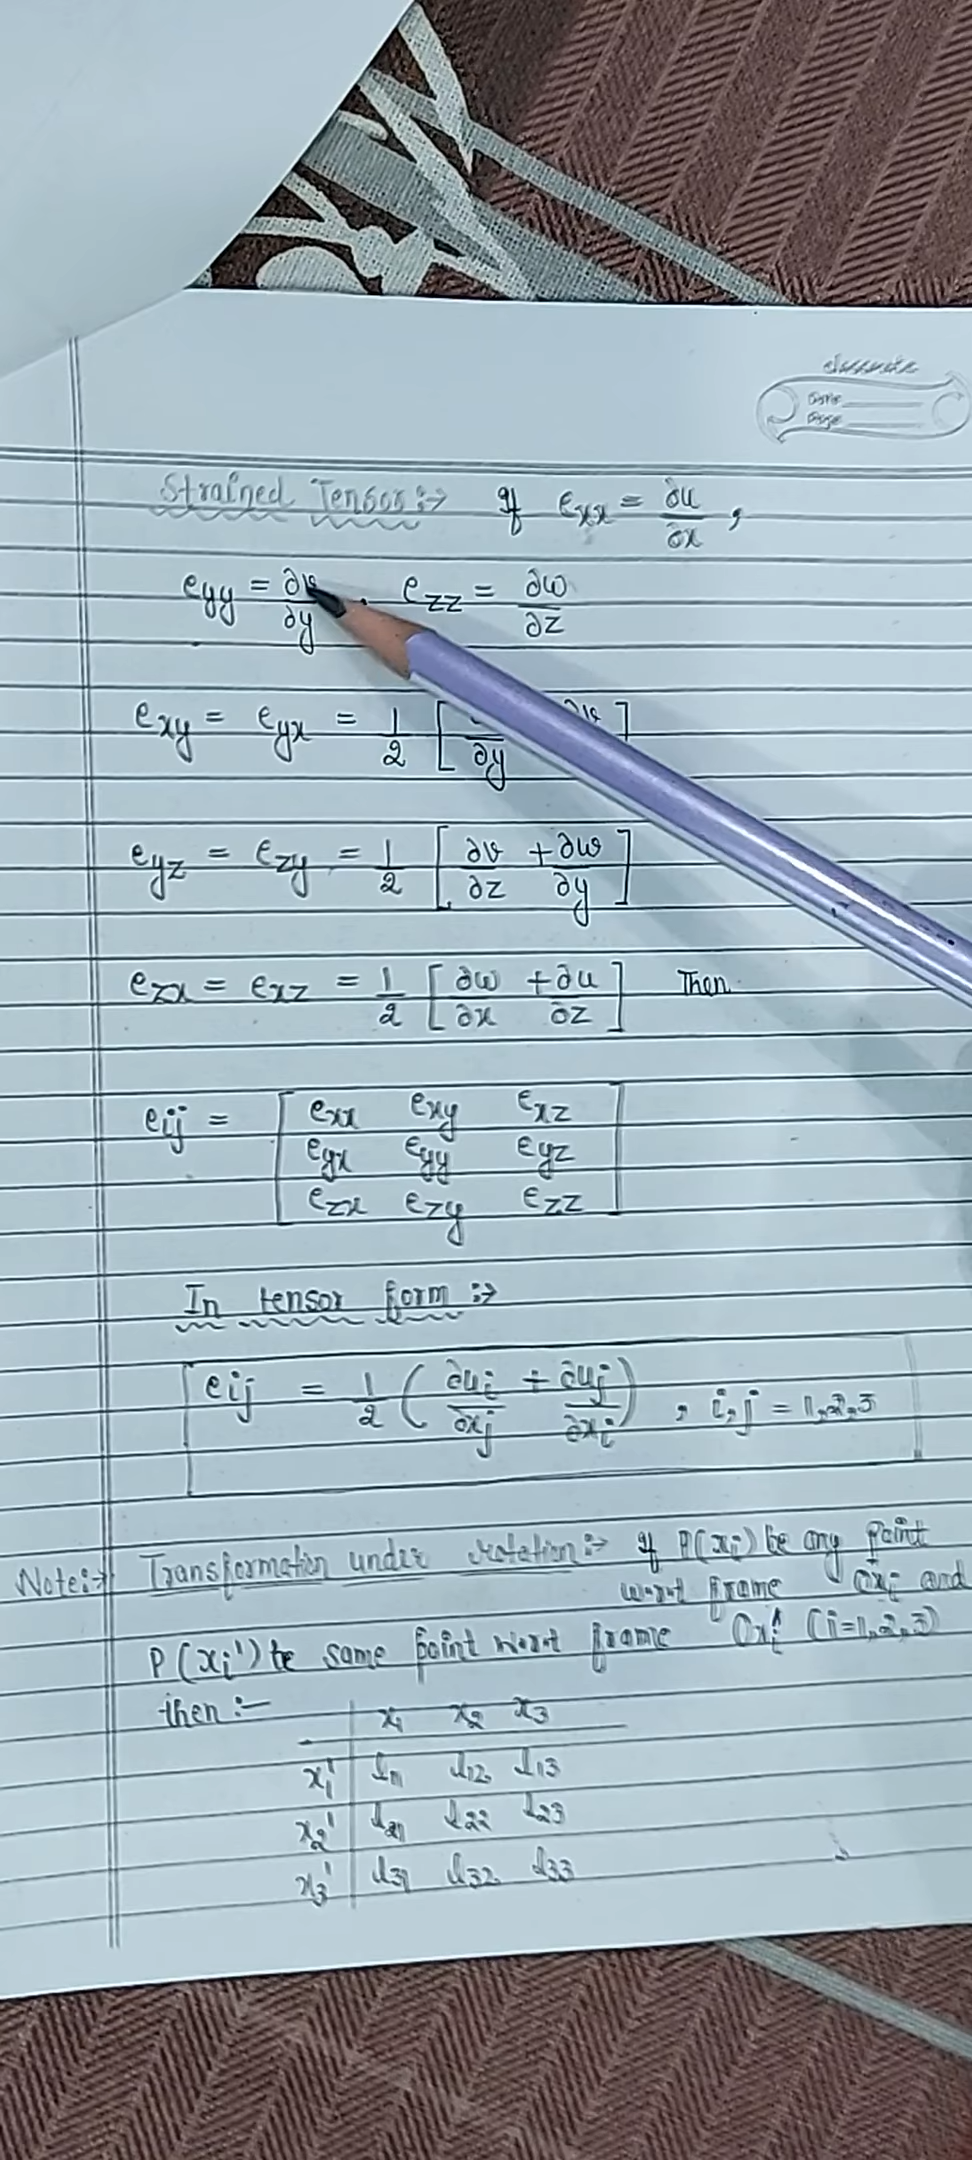 classmate
Date
Page
Strained Tensor :→ If exx = ∂u/∂x ,
eyy = ∂v/∂y , ezz = ∂w/∂z
exy = eyx = 1/2 [ /∂y ∂v ]
eyz = ezy = 1/2 [ ∂v/∂z + ∂w/∂y ]
ezx = exz = 1/2 [ ∂w/∂x + ∂u/∂z ] Then
eij = [ exx exy exz
eyx eyy eyz
ezx ezy ezz ]
In tensor form :→
eij = 1/2 ( ∂ui/∂xj + ∂uj/∂xi ) , i,j = 1,2,3
Note :→ Transformation under rotation :→ If P(xi) be any point
w.r.t frame Oxi and
P(xi') be same point w.r.t frame Oxi' (i=1,2,3)
then :-
x1 x2 x3
x1' l11 l12 l13
x2' l21 l22 l23
x3' l31 l32 l33